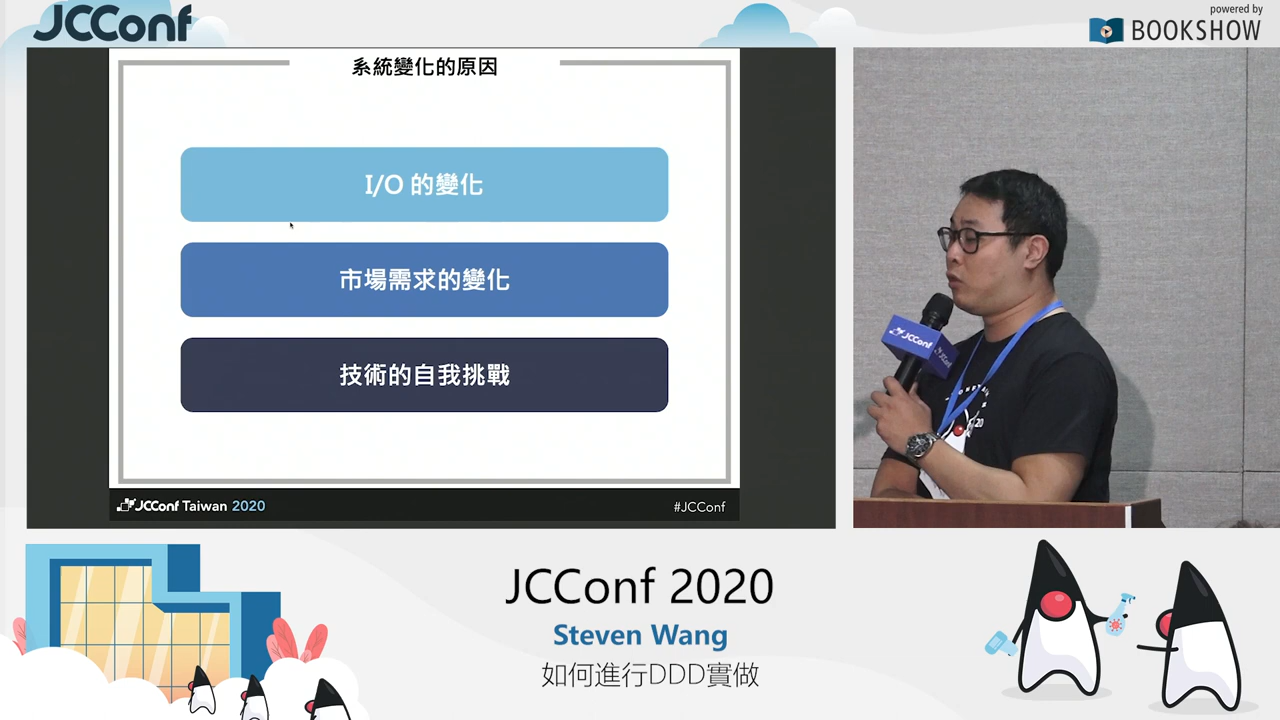 JCConf
powered by
BOOKSHOW
系統變化的原因
I/O 的變化
市場需求的變化
技術的自我挑戰
JCConf Taiwan 2020
#JCConf
JCConf
JCConf 2020
Steven Wang
如何進行DDD實做